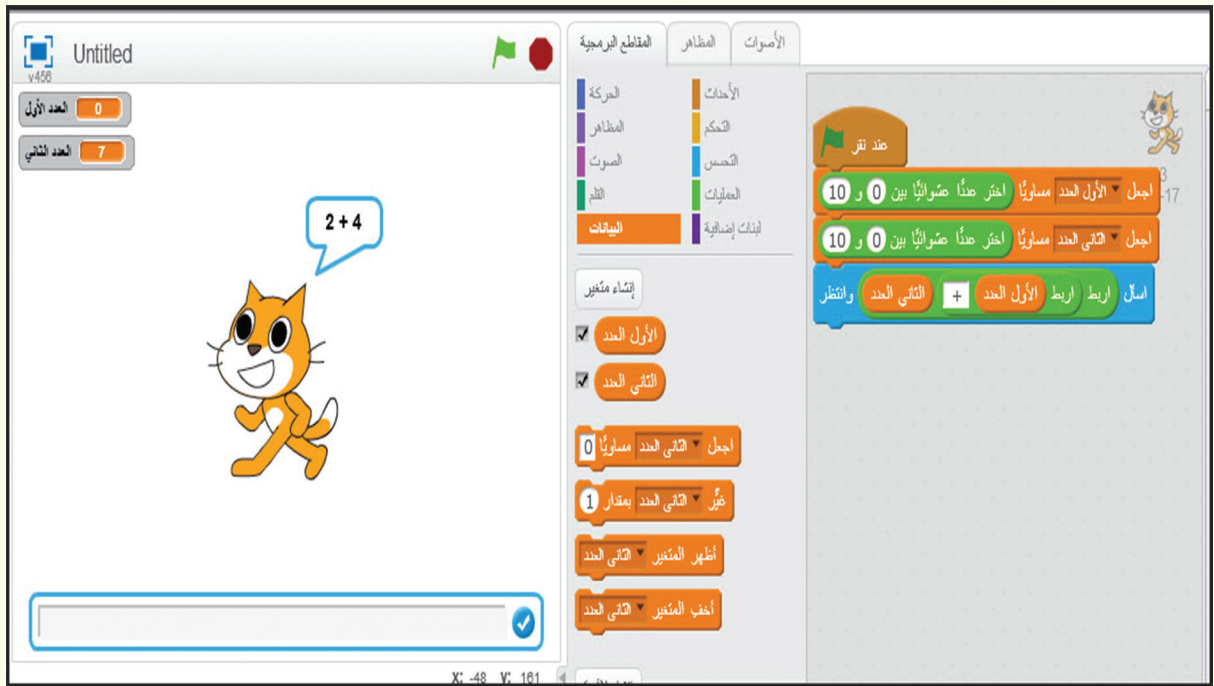 Untitled
v456
العدد الأول 0
العدد الثاني 7
2 + 4
X: -48 Y: 161
المقاطع البرمجية
المظاهر
الأصوات
الحركة
الأحداث
المظاهر
التحكم
الصوت
التحسس
القلم
العمليات
البيانات
لبنات إضافية
إنشاء متغير
الأول العدد
الثاني العدد
اجعل الثاني العدد مساويًا 0
غيِّر الثاني العدد بمقدار 1
أظهر المتغير الثاني العدد
أخفِ المتغير الثاني العدد
عند نقر
اجعل الأول العدد مساويًا اختر عددًا عشوائيًا بين 0 و 10
اجعل الثاني العدد مساويًا اختر عددًا عشوائيًا بين 0 و 10
اسأل اربط اربط الأول العدد + الثاني العدد وانتظر
3
-17